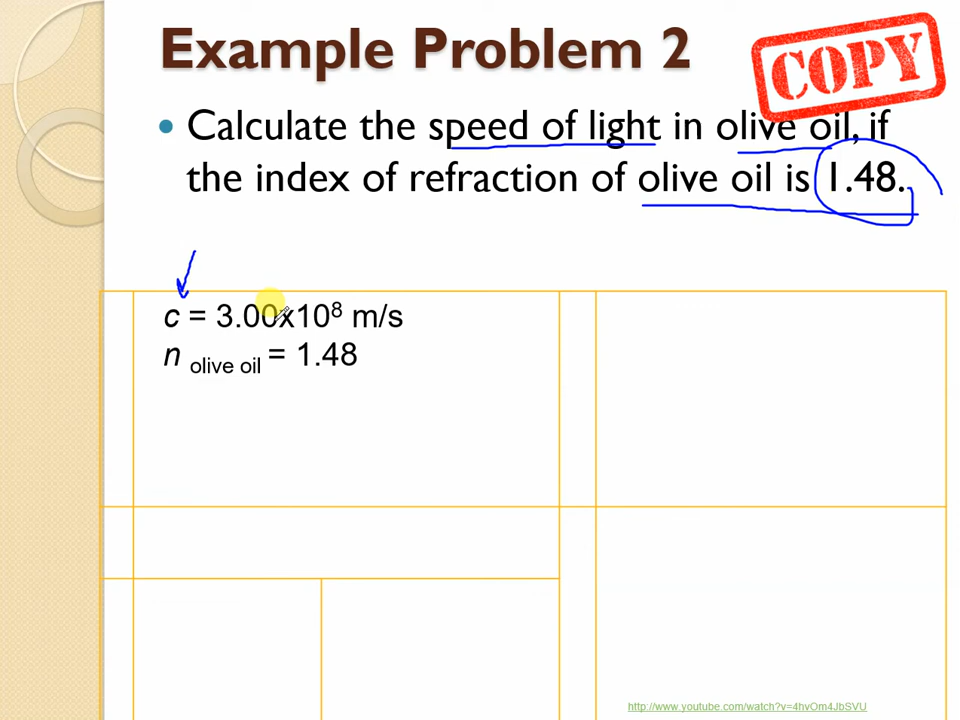 Example Problem 2
COPY
Calculate the speed of light in olive oil, if
the index of refraction of olive oil is 1.48.
c = 3.00x10⁸ m/s
n olive oil = 1.48
http://www.youtube.com/watch?v=4hvOm4JbSVU